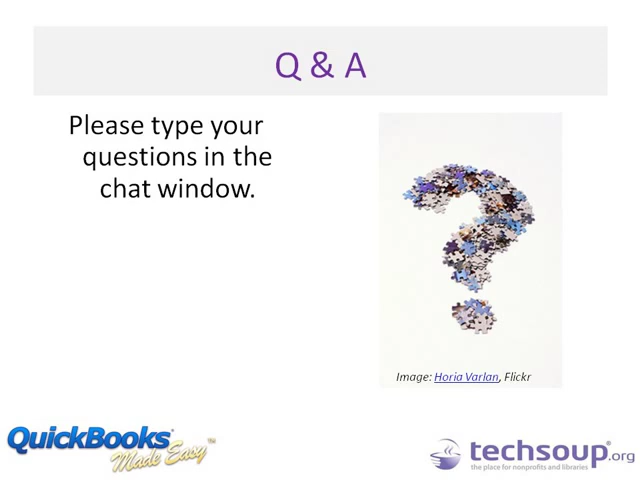 Q & A
Please type your
questions in the
chat window.
Image: Horia Varlan, Flickr
QuickBooks®
Made Easy™
techsoup®.org
the place for nonprofits and libraries